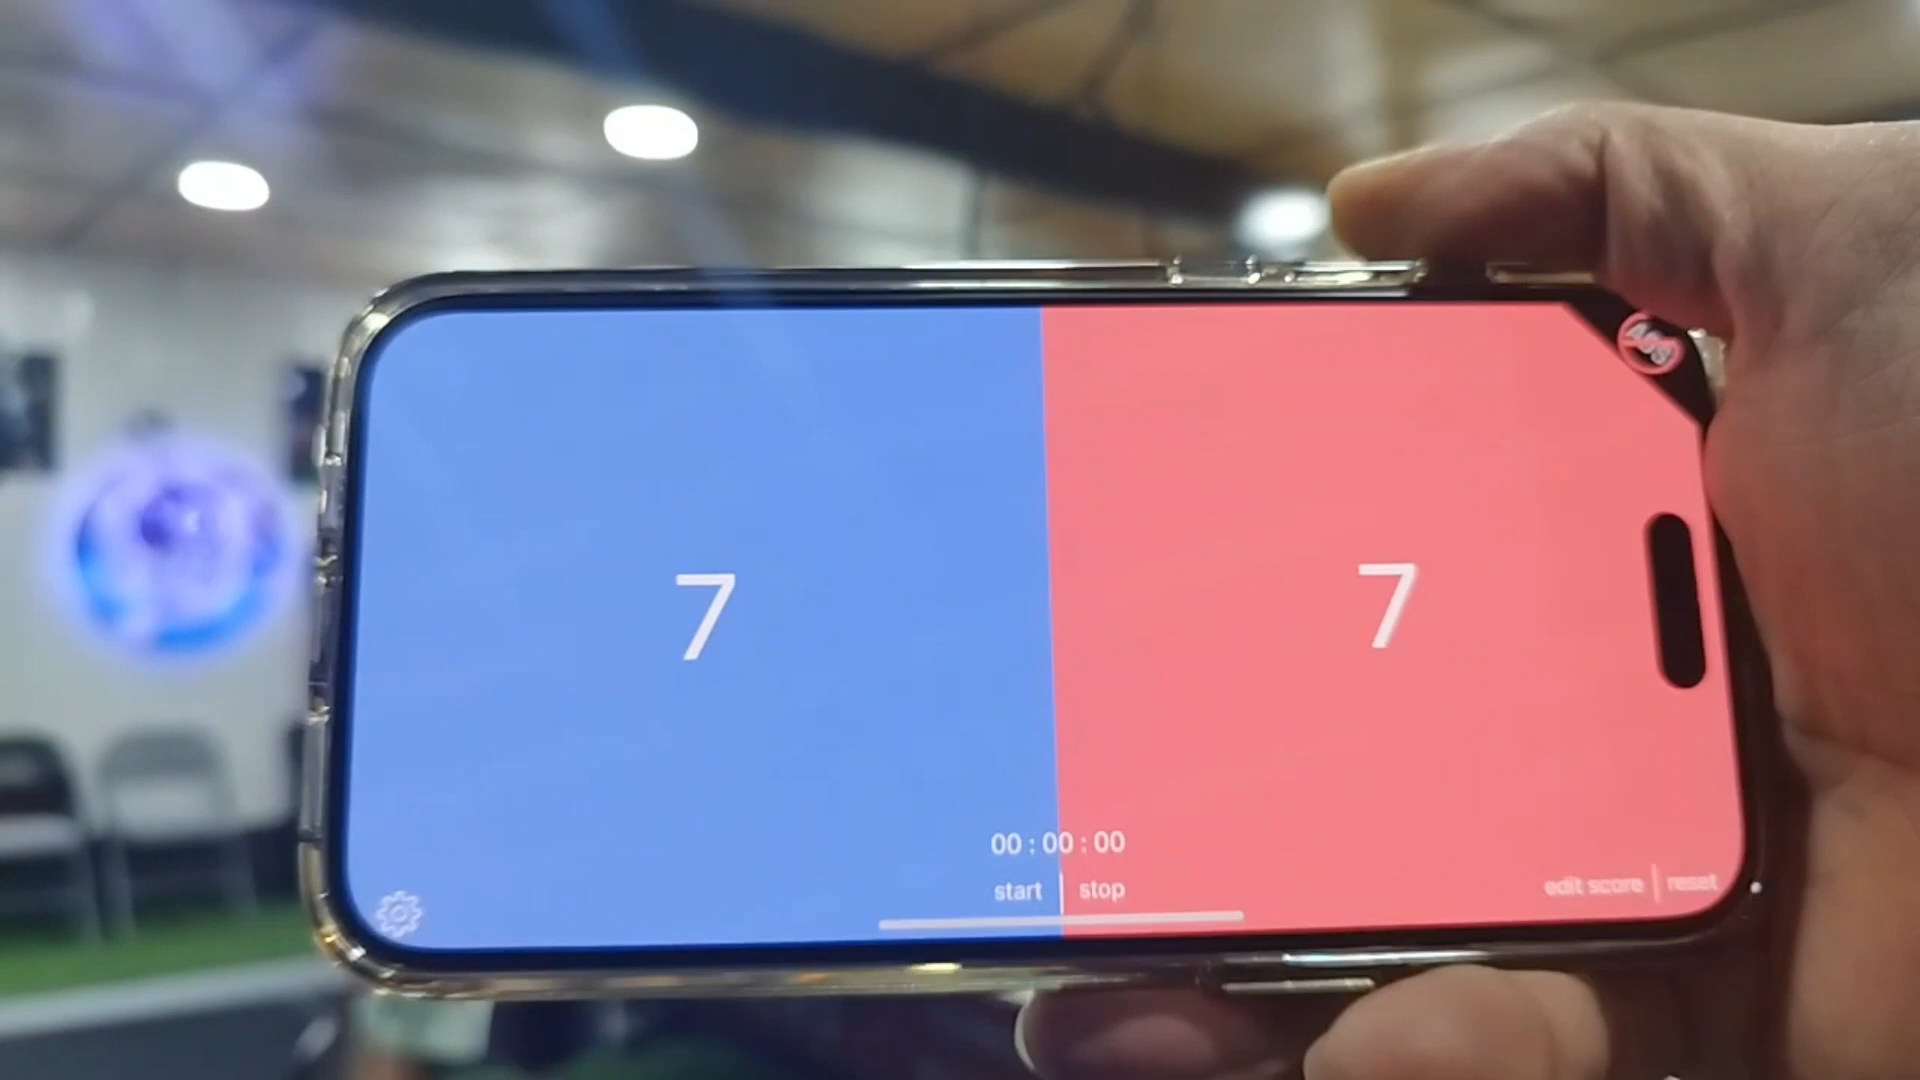 7 7
00 : 00 : 00
start stop
edit score reset